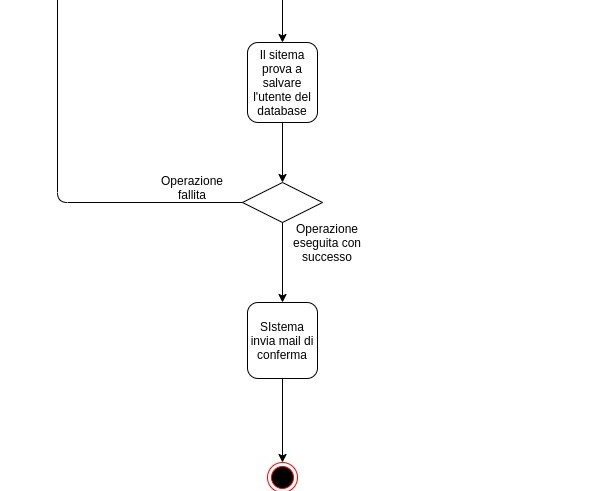 Il sitema
prova a
salvare
l'utente del
database
Operazione
fallita
Operazione
eseguita con
successo
SIstema
invia mail di
conferma